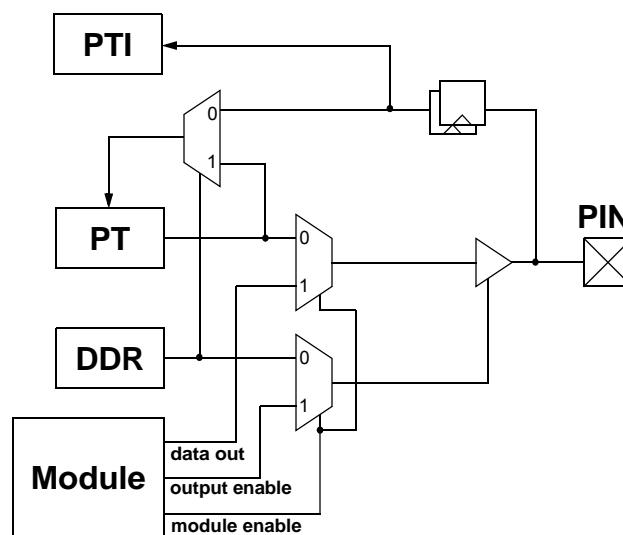 PTI
0
1
PT
PIN
0
1
DDR
0
1
Module
data out
output enable
module enable